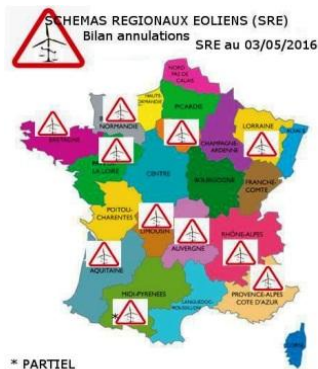 SCHEMAS REGIONAUX EOLIENS (SRE)
Bilan annulations
SRE au 03/05/2016
NORD
PAS DE CALAIS
HAUTE
NORMANDIE
PICARDIE
NORMANDIE
LORRAINE
ALSACE
BRETAGNE
CHAMPAGNE
ARDENNE
LA LOIRE
CENTRE
BOURGOGNE
FRANCHE
COMTE
POITOU
CHARENTES
LIMOUSIN
AUVERGNE
RHÔNE-ALPES
AQUITAINE
MIDI-PYRENEES
LANGUEDOC
ROUSSILLON
PROVENCE-ALPES
COTE D'AZUR
*
* PARTIEL